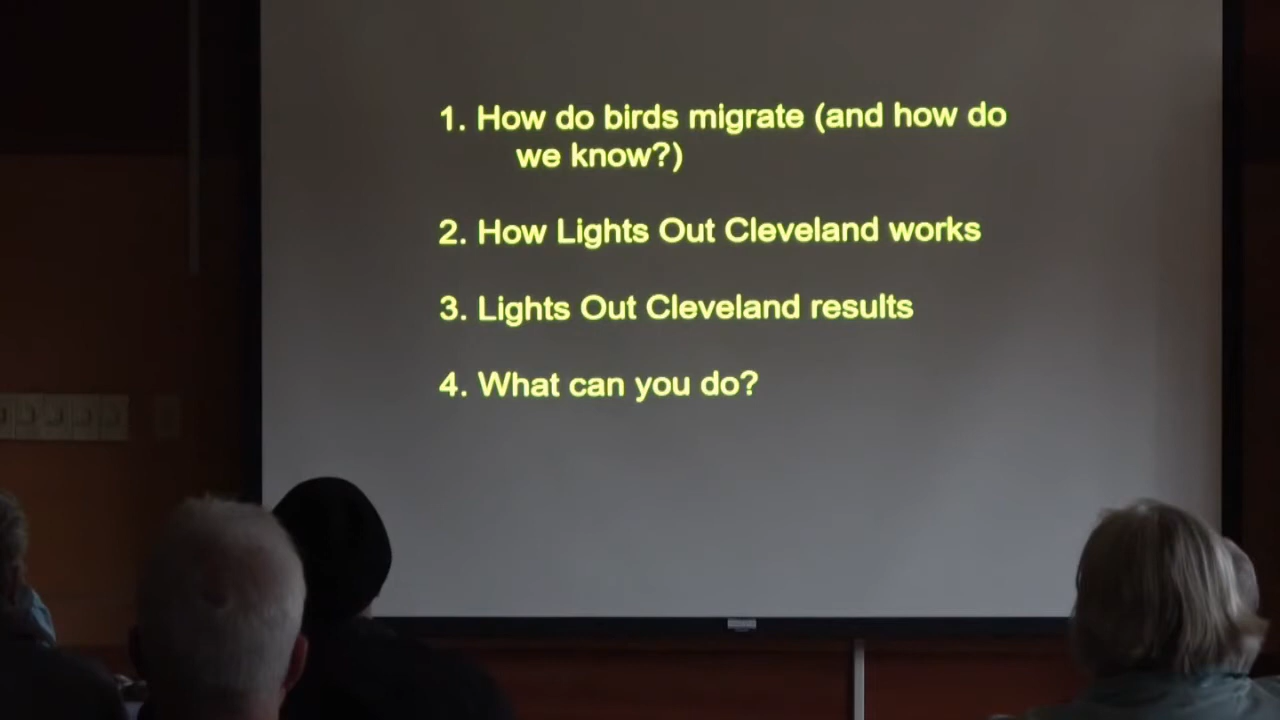 1. How do birds migrate (and how do
we know?)
2. How Lights Out Cleveland works
3. Lights Out Cleveland results
4. What can you do?